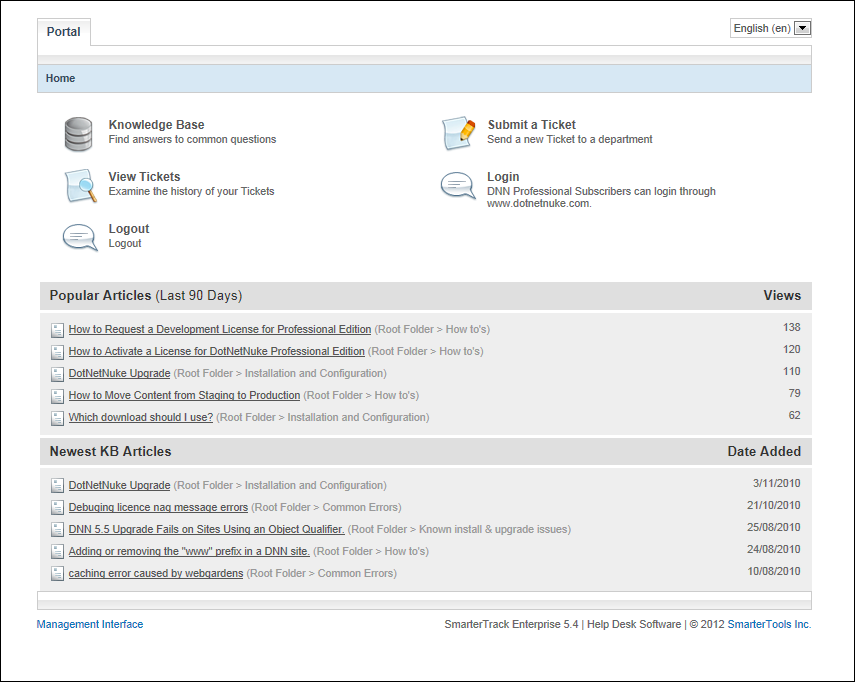 Portal
English (en)
Home
Knowledge Base
Find answers to common questions
Submit a Ticket
Send a new Ticket to a department
View Tickets
Examine the history of your Tickets
Login
DNN Professional Subscribers can login through
www.dotnetnuke.com.
Logout
Logout
Popular Articles (Last 90 Days) Views
How to Request a Development License for Professional Edition (Root Folder > How to's) 138
How to Activate a License for DotNetNuke Professional Edition (Root Folder > How to's) 120
DotNetNuke Upgrade (Root Folder > Installation and Configuration) 110
How to Move Content from Staging to Production (Root Folder > How to's) 79
Which download should I use? (Root Folder > Installation and Configuration) 62
Newest KB Articles Date Added
DotNetNuke Upgrade (Root Folder > Installation and Configuration) 3/11/2010
Debuging licence nag message errors (Root Folder > Common Errors) 21/10/2010
DNN 5.5 Upgrade Fails on Sites Using an Object Qualifier. (Root Folder > Known install & upgrade issues) 25/08/2010
Adding or removing the "www" prefix in a DNN site. (Root Folder > How to's) 24/08/2010
caching error caused by webgardens (Root Folder > Common Errors) 10/08/2010
Management Interface SmarterTrack Enterprise 5.4 | Help Desk Software | © 2012 SmarterTools Inc.